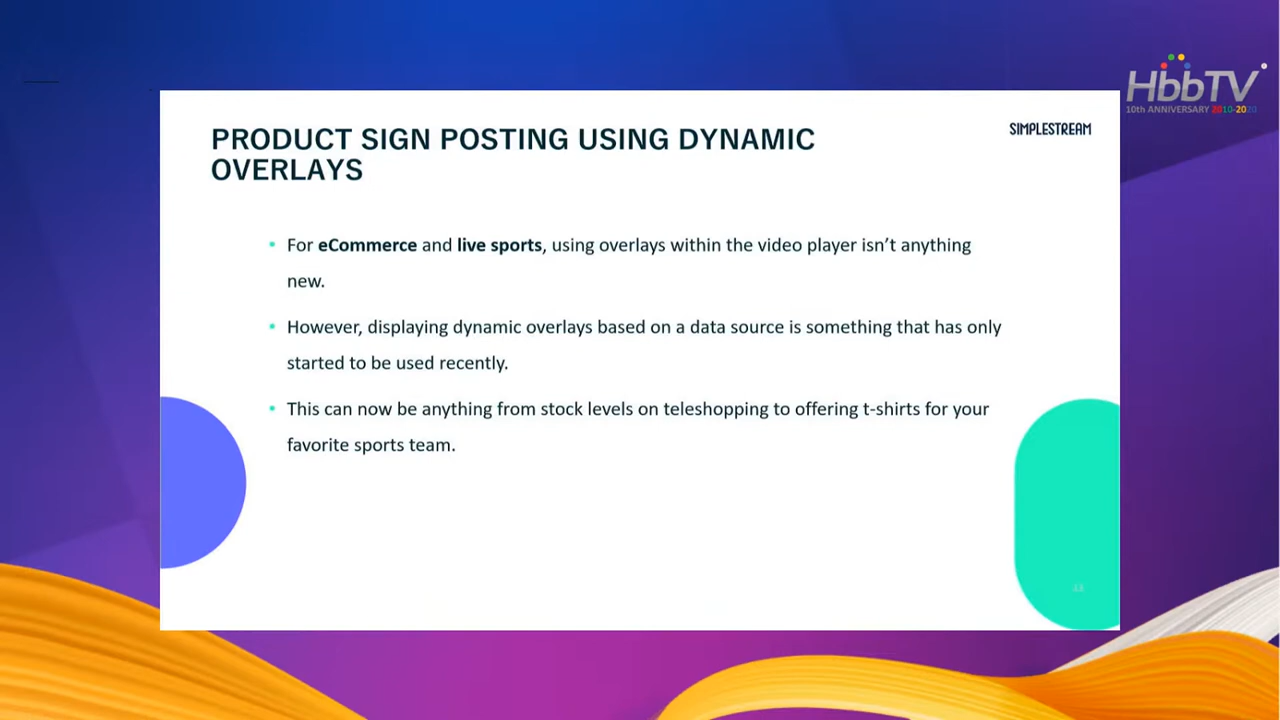 HbbTV
10th ANNIVERSARY 2010-2020
SIMPLESTREAM
PRODUCT SIGN POSTING USING DYNAMIC
OVERLAYS
• For eCommerce and live sports, using overlays within the video player isn’t anything
new.
• However, displaying dynamic overlays based on a data source is something that has only
started to be used recently.
• This can now be anything from stock levels on teleshopping to offering t-shirts for your
favorite sports team.